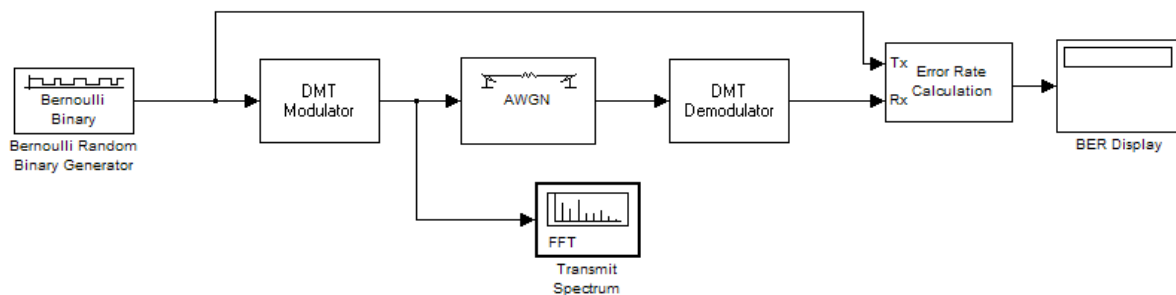 Bernoulli
Binary
Bernoulli Random
Binary Generator
DMT
Modulator
AWGN
DMT
Demodulator
Tx
Rx
Error Rate
Calculation
BER Display
FFT
Transmit
Spectrum